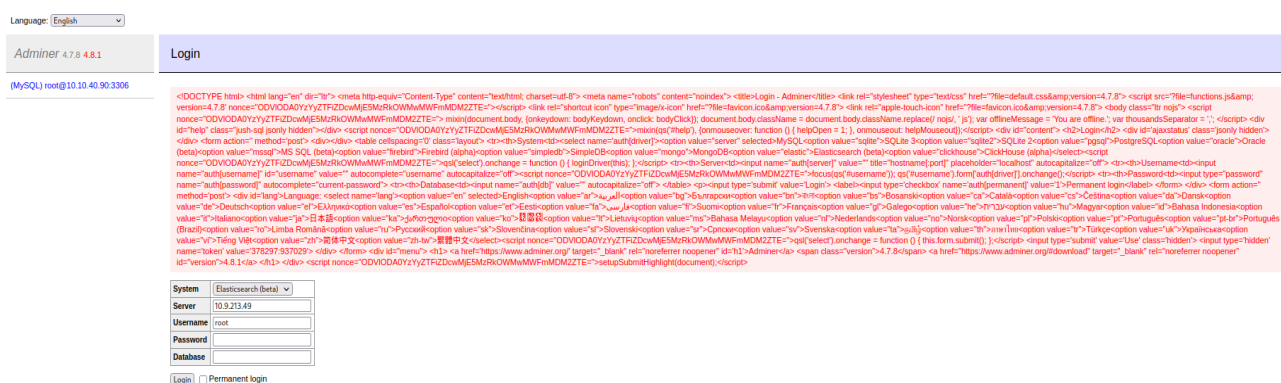 Language: English
Adminer 4.7.8 4.8.1
Login
(MySQL) root@10.10.40.90:3306
<!DOCTYPE html> <html lang="en" dir="ltr"> <meta http-equiv="Content-Type" content="text/html; charset=utf-8"> <meta name="robots" content="noindex"> <title>Login - Adminer</title> <link rel="stylesheet" type="text/css" href="?file=default.css&amp;version=4.7.8"> <script src='?file=functions.js&amp;
version=4.7.8'
rel="shortcut icon" type="image/x-icon" href="?file=favicon.ico&amp;version=4.7.8"> <link rel="apple-touch-icon" href="?file=favicon.ico&amp;version=4.7.8"> <body class="ltr nojs"> <script
mixin(document.body, {onkeydown: bodyKeydown, onclick: bodyClick}); document.body.className = document.body.className.replace(/ nojs/, ' js'); var offlineMessage = 'You are offline.'; var thousandsSeparator = ','; </script> <div
id="help" class="jush-sql jsonly hidden"></div> <script
mixin(qs('#help'), {onmouseover: function () { helpOpen = 1; }, onmouseout: helpMouseout});</script> <div id="content"> <h2>Login</h2> <div id='ajaxstatus' class='jsonly hidden'>
</div> <form action='' method='post'> <div></div> <table cellspacing='0' class='layout'> <tr><th>System<td><select name='auth[driver]'><option value="server" selected>MySQL<option value="sqlite">SQLite 3<option value="sqlite2">SQLite 2<option value="pgsql">PostgreSQL<option value="oracle">Oracle
(beta)<option value="mssql">MS SQL (beta)<option value="firebird">Firebird (alpha)<option value="simpledb">SimpleDB<option value="mongo">MongoDB<option value="elastic">Elasticsearch (beta)<option value="clickhouse">ClickHouse (alpha)</select><script
qsl('select').onchange = function () { loginDriver(this); };</script> <tr><th>Server<td><input name="auth[server]" value="" title="hostname[:port]" placeholder="localhost" autocapitalize="off"> <tr><th>Username<td><input
name="auth[username]" id="username" value="" autocomplete="username" autocapitalize="off"><script
focus(qs('#username')); qs('#username').form['auth[driver]'].onchange();</script> <tr><th>Password<td><input type="password"
name="auth[password]" autocomplete="current-password"> <tr><th>Database<td><input name="auth[db]" value="" autocapitalize="off"> </table> <p><input type='submit' value='Login'> <label><input type='checkbox' name='auth[permanent]' value='1'>Permanent login</label> </form> </div> <form action=''
method='post'> <div id='lang'>Language: <select name='lang'><option value="en" selected>English<option value="ar">العربية<option value="bg">Български<option value="bn">বাংলা<option value="bs">Bosanski<option value="ca">Català<option value="cs">Čeština<option value="da">Dansk<option
value="de">Deutsch<option value="el">Ελληνικά<option value="es">Español<option value="et">Eesti<option value="fa">فارسی<option value="fi">Suomi<option value="fr">Français<option value="gl">Galego<option value="he">עברית<option value="hu">Magyar<option value="id">Bahasa Indonesia<option
value="it">Italiano<option value="ja">日本語<option value="ka">ქართული<option value="ko">
<option value="lt">Lietuvių<option value="ms">Bahasa Melayu<option value="nl">Nederlands<option value="no">Norsk<option value="pl">Polski<option value="pt">Português<option value="pt-br">Português
(Brazil)<option value="ro">Limba Română<option value="ru">Русский<option value="sk">Slovenčina<option value="sl">Slovenski<option value="sr">Српски<option value="sv">Svenska<option value="ta">த‌மிழ்<option value="th">ภาษาไทย<option value="tr">Türkçe<option value="uk">Українська<option
value="vi">Tiếng Việt<option value="zh">简体中文<option value="zh-tw">繁體中文</select><script
qsl('select').onchange = function () { this.form.submit(); };</script> <input type='submit' value='Use' class='hidden'> <input type='hidden'
name='token' value='378297:937029'> </div> </form> <div id="menu"> <h1> <a href='https://www.adminer.org/' target="_blank" rel="noreferrer noopener" id='h1'>Adminer</a> <span class="version">4.7.8</span> <a href='https://www.adminer.org/#download' target="_blank" rel="noreferrer noopener"
id="version">4.8.1</a> </h1> </div> <script
setupSubmitHighlight(document);</script>
System Elasticsearch (beta)
Server 10.9.213.49
Username root
Password
Database
Login Permanent login